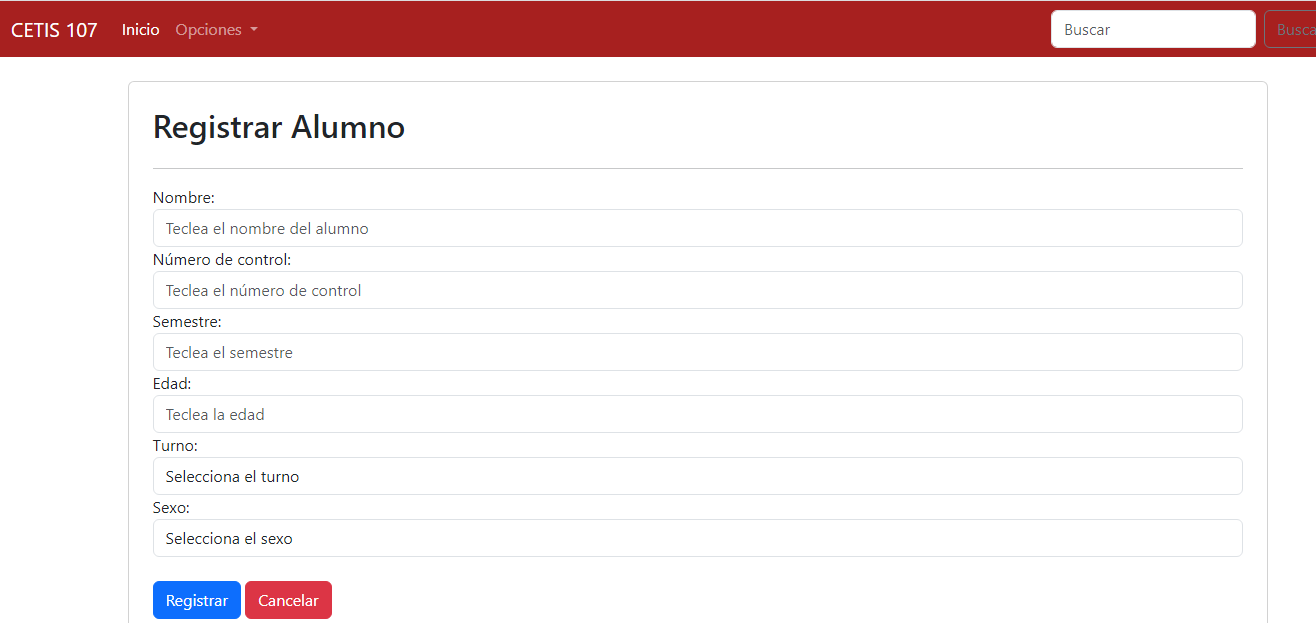 CETIS 107 Inicio Opciones Buscar Busca
Registrar Alumno
Nombre:
Teclea el nombre del alumno
Número de control:
Teclea el número de control
Semestre:
Teclea el semestre
Edad:
Teclea la edad
Turno:
Selecciona el turno
Sexo:
Selecciona el sexo
Registrar Cancelar